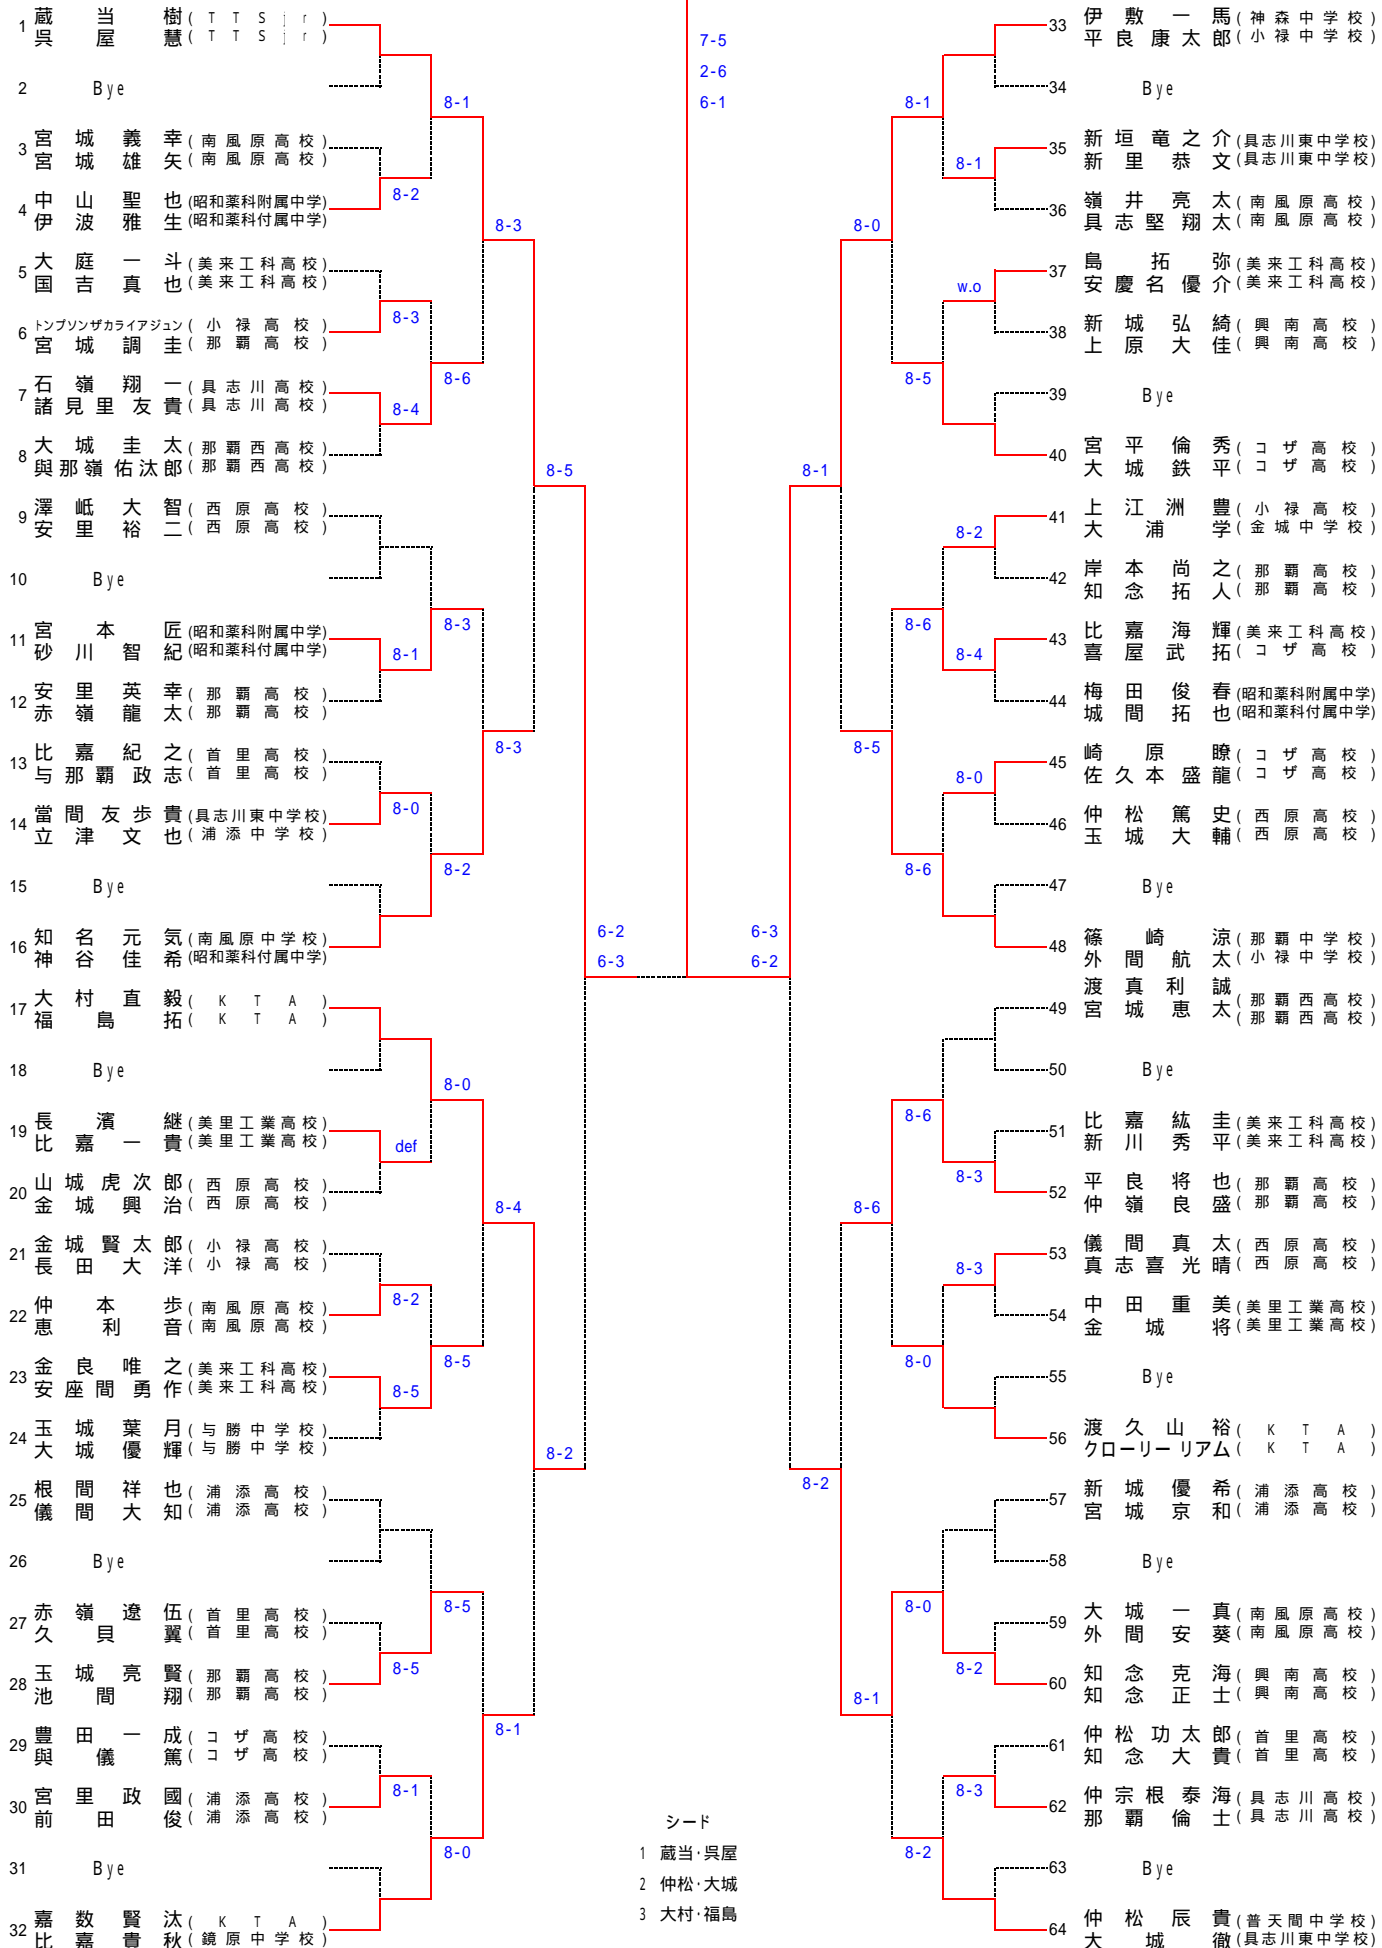 1 蔵当樹 (TTSjr)
呉屋慧 (TTSjr)
2 Bye
3 宮城義幸 (南風原高校)
宮城雄矢 (南風原高校)
4 中山聖也 (昭和薬科附属中学)
伊波雅生 (昭和薬科付属中学)
5 大庭一斗 (美来工科高校)
国吉真也 (美来工科高校)
6 トンプソンザカライアジュン (小禄高校)
宮城調圭 (那覇高校)
7 石嶺翔一 (具志川高校)
諸見里友貴 (具志川高校)
8 大城圭太 (那覇西高校)
與那嶺佑汰郎 (那覇西高校)
9 澤岻大智 (西原高校)
安里裕二 (西原高校)
10 Bye
11 宮本匠 (昭和薬科附属中学)
砂川智紀 (昭和薬科付属中学)
12 安里英幸 (那覇高校)
赤嶺龍太 (那覇高校)
13 比嘉紀之 (首里高校)
与那覇政志 (首里高校)
14 當間友歩貴 (具志川東中学校)
立津文也 (浦添中学校)
15 Bye
16 知名元気 (南風原中学校)
神谷佳希 (昭和薬科付属中学)
17 大村直毅 (KTA)
福島拓 (KTA)
18 Bye
19 長濱継 (美里工業高校)
比嘉一貴 (美里工業高校)
20 山城虎次郎 (西原高校)
金城興治 (西原高校)
21 金城賢太郎 (小禄高校)
長田大洋 (小禄高校)
22 仲本歩 (南風原高校)
恵利音 (南風原高校)
23 金良唯之 (美来工科高校)
安座間勇作 (美来工科高校)
24 玉城葉月 (与勝中学校)
大城優輝 (与勝中学校)
25 根間祥也 (浦添高校)
儀間大知 (浦添高校)
26 Bye
27 赤嶺遼伍 (首里高校)
久貝翼 (首里高校)
28 玉城亮賢 (那覇高校)
池間翔 (那覇高校)
29 豊田一成 (コザ高校)
與儀篤 (コザ高校)
30 宮里政國 (浦添高校)
前田俊 (浦添高校)
31 Bye
32 嘉数賢汰 (KTA)
比嘉貴秋 (鏡原中学校)
8-2
8-3
8-4
8-1
8-0
def
8-2
8-5
8-5
8-1
8-1
8-6
8-3
8-2
8-0
8-5
8-5
8-0
8-3
8-3
8-4
8-1
8-5
8-2
6-2
6-3
7-5
2-6
6-1
6-3
6-2
8-1
8-2
8-0
8-5
8-6
8-1
8-1
8-5
8-6
8-6
8-6
8-0
8-0
8-2
8-1
w.o
8-2
8-4
8-0
8-3
8-3
8-2
8-3
33 伊敷一馬 (神森中学校)
平良康太郎 (小禄中学校)
34 Bye
35 新垣竜之介 (具志川東中学校)
新里恭文 (具志川東中学校)
36 嶺井亮太 (南風原高校)
具志堅翔太 (南風原高校)
37 島拓弥 (美来工科高校)
安慶名優介 (美来工科高校)
38 新城弘綺 (興南高校)
上原大佳 (興南高校)
39 Bye
40 宮平倫秀 (コザ高校)
大城鉄平 (コザ高校)
41 上江洲豊 (小禄高校)
大浦学 (金城中学校)
42 岸本尚之 (那覇高校)
知念拓人 (那覇高校)
43 比嘉海輝 (美来工科高校)
喜屋武拓 (コザ高校)
44 梅田俊春 (昭和薬科附属中学)
城間拓也 (昭和薬科付属中学)
45 崎原瞭 (コザ高校)
佐久本盛龍 (コザ高校)
46 仲松篤史 (西原高校)
玉城大輔 (西原高校)
47 Bye
48 篠崎涼 (那覇中学校)
外間航太 (小禄中学校)
49 渡真利誠 (那覇西高校)
宮城恵太 (那覇西高校)
50 Bye
51 比嘉紘圭 (美来工科高校)
新川秀平 (美来工科高校)
52 平良将也 (那覇高校)
仲嶺良盛 (那覇高校)
53 儀間真太 (西原高校)
真志喜光晴 (西原高校)
54 中田重美 (美里工業高校)
金城将 (美里工業高校)
55 Bye
56 渡久山裕 (KTA)
クローリーリアム (KTA)
57 新城優希 (浦添高校)
宮城京和 (浦添高校)
58 Bye
59 大城一真 (南風原高校)
外間安葵 (南風原高校)
60 知念克海 (興南高校)
知念正士 (興南高校)
61 仲松功太郎 (首里高校)
知念大貴 (首里高校)
62 仲宗根泰海 (具志川高校)
那覇倫士 (具志川高校)
63 Bye
64 仲松辰貴 (普天間中学校)
大城徹 (具志川東中学校)
シード
1 蔵当・呉屋
2 仲松・大城
3 大村・福島